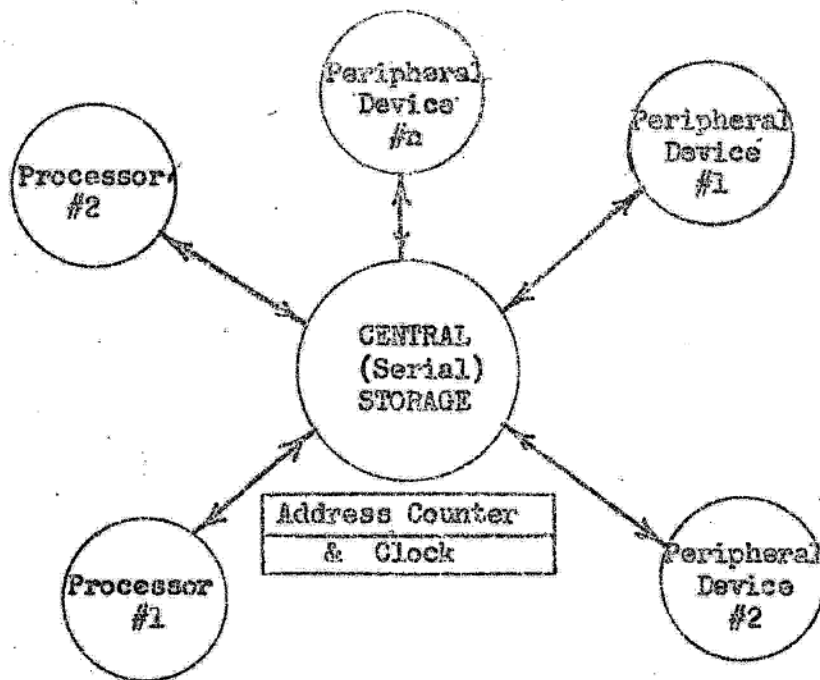 Peripheral
Device
#n
Peripheral
Device
#1
Processor
#2
CENTRAL
(Serial)
STORAGE
Address Counter
& Clock
Processor
#1
Peripheral
Device
#2